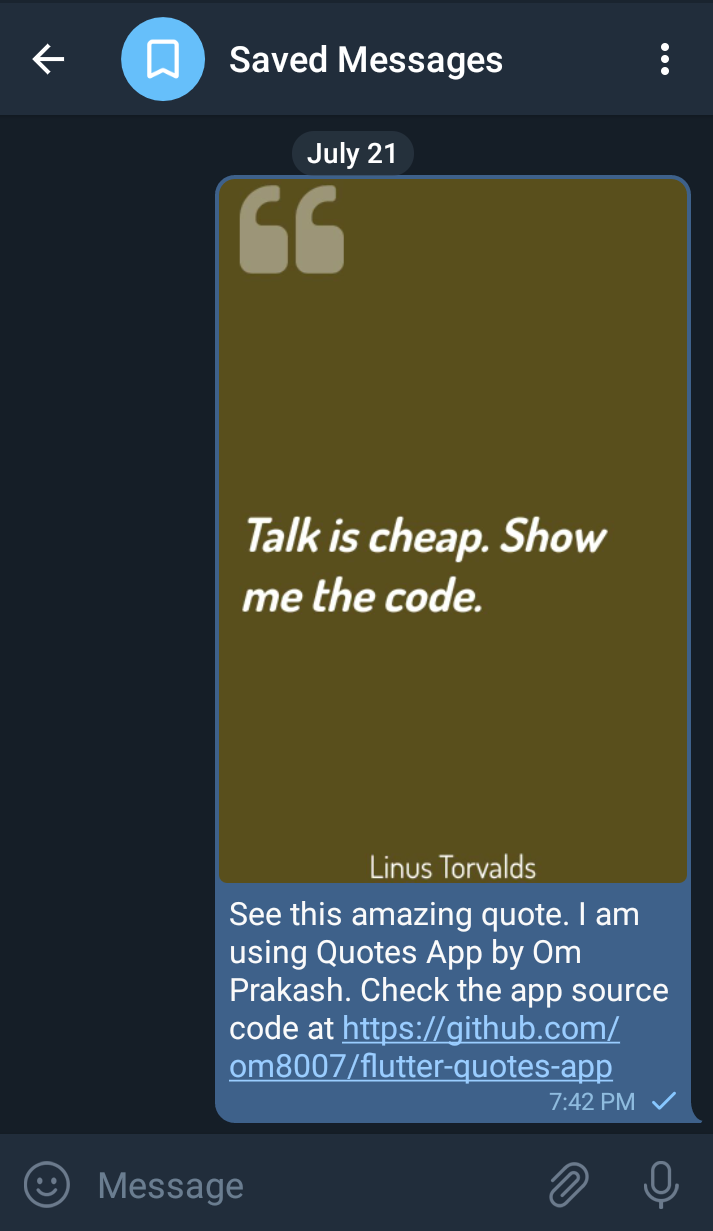 Saved Messages
July 21
Talk is cheap. Show
me the code.
Linus Torvalds
See this amazing quote. I am
using Quotes App by Om
Prakash. Check the app source
code at https://github.com/
om8007/flutter-quotes-app
7:42 PM
Message